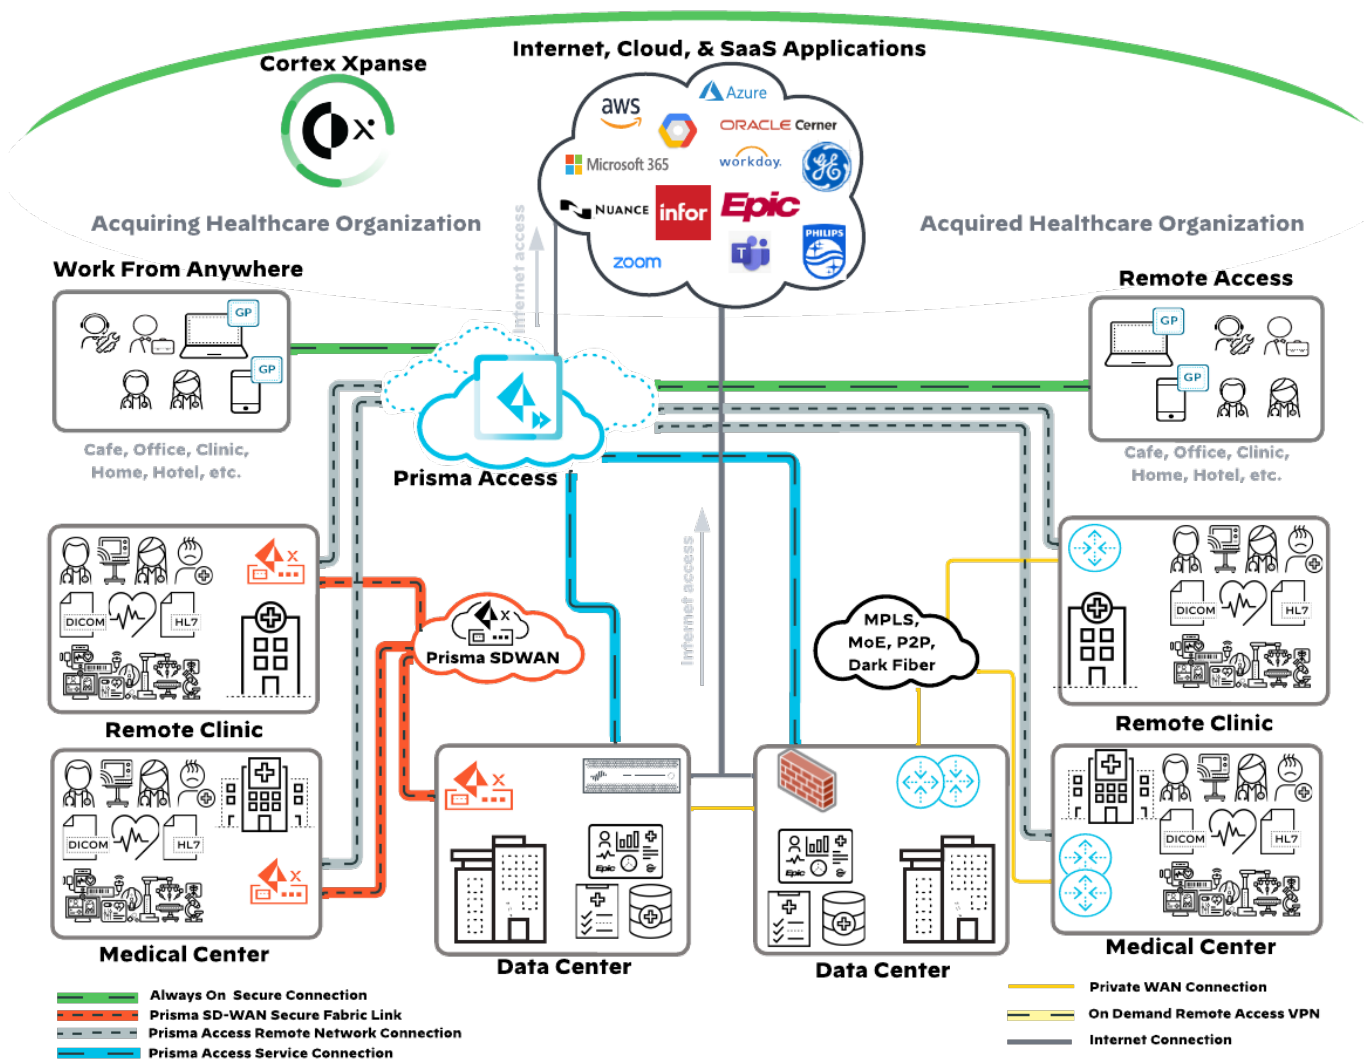 Internet, Cloud, & SaaS Applications
Cortex Xpanse
X
aws
Azure
ORACLE Cerner
Microsoft 365
workday.
GE
NUANCE
infor
Epic
zoom
T
PHILIPS
Acquiring Healthcare Organization
Acquired Healthcare Organization
Internet access
Work From Anywhere
GP
GP
Cafe, Office, Clinic,
Home, Hotel, etc.
Remote Access
GP
GP
Cafe, Office, Clinic,
Home, Hotel, etc.
Prisma Access
Internet access
X
DICOM
HL7
Remote Clinic
X
Prisma SDWAN
MPLS,
MoE, P2P,
Dark Fiber
DICOM
HL7
Remote Clinic
DICOM
HL7
X
Medical Center
X
Epic
Data Center
Epic
Data Center
DICOM
HL7
Medical Center
Always On Secure Connection
Prisma SD-WAN Secure Fabric Link
Prisma Access Remote Network Connection
Prisma Access Service Connection
Private WAN Connection
On Demand Remote Access VPN
Internet Connection